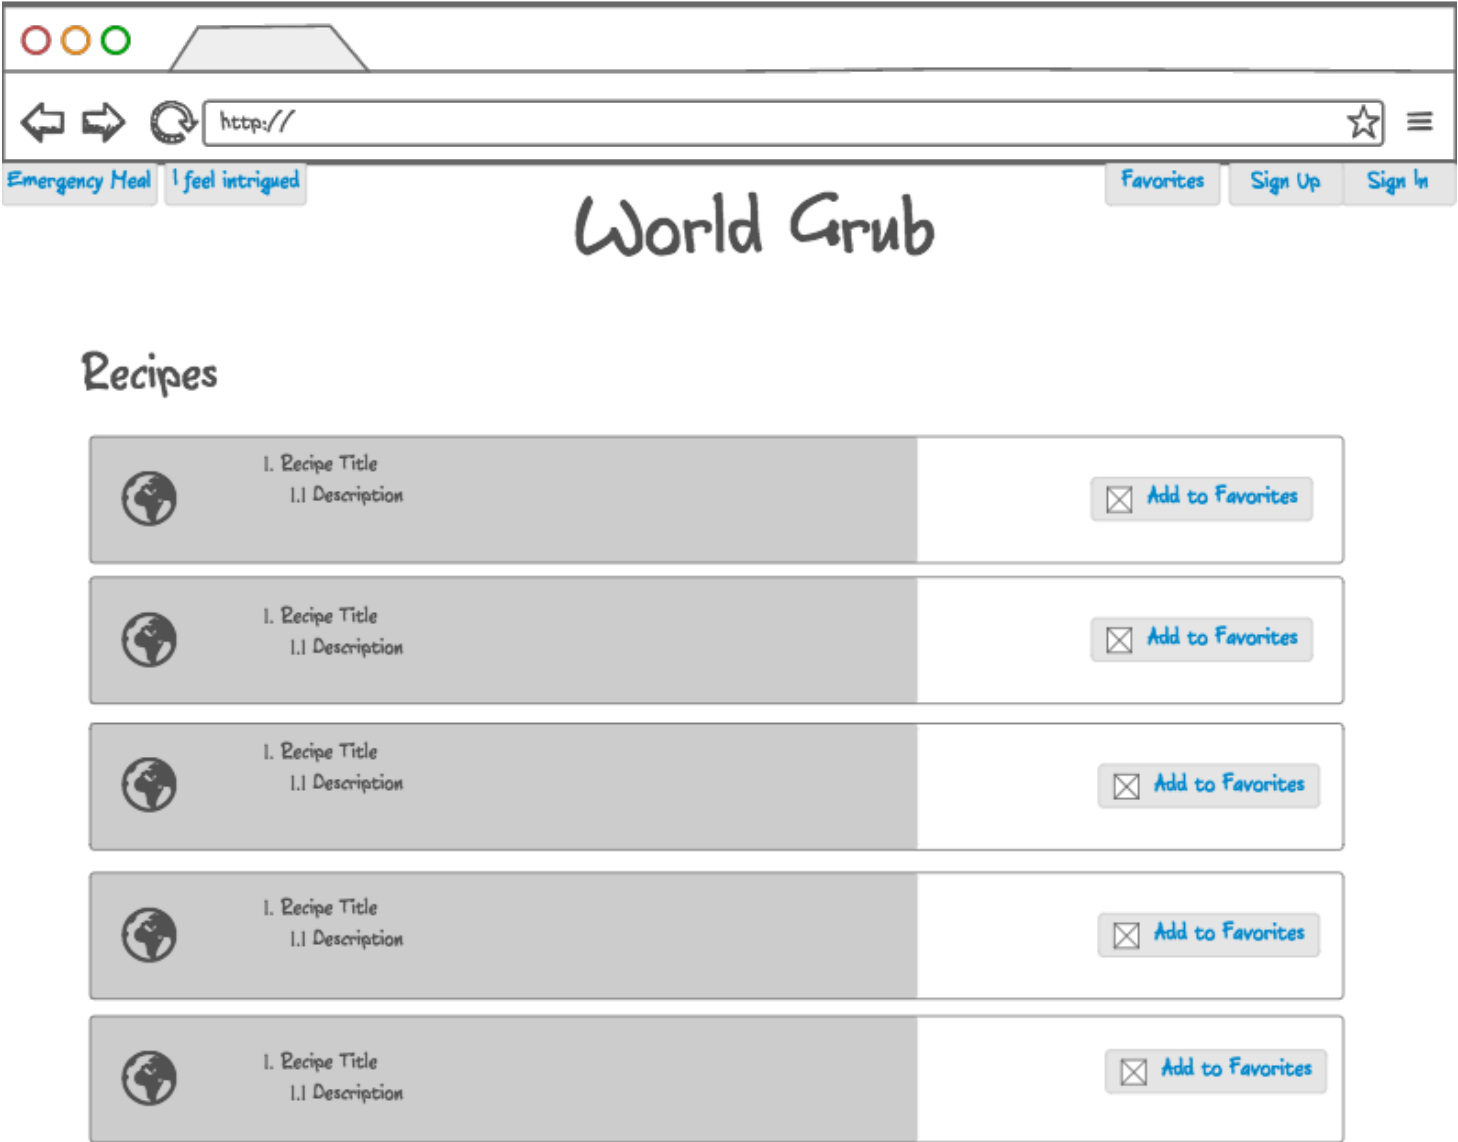 http://
Emergency Meal I feel intrigued Favorites Sign Up Sign In
World Grub
Recipes
1. Recipe Title
1.1 Description
Add to Favorites
1. Recipe Title
1.1 Description
Add to Favorites
1. Recipe Title
1.1 Description
Add to Favorites
1. Recipe Title
1.1 Description
Add to Favorites
1. Recipe Title
1.1 Description
Add to Favorites